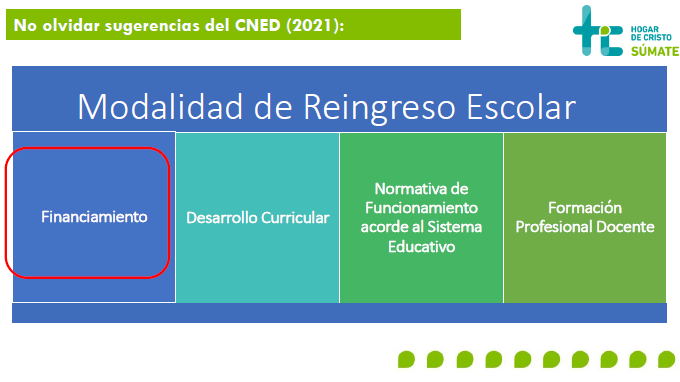 No olvidar sugerencias del CNED (2021):
HOGAR
DE CRISTO
SÚMATE
Modalidad de Reingreso Escolar
Financiamiento
Desarrollo Curricular
Normativa de
Funcionamiento
acorde al Sistema
Educativo
Formación
Profesional Docente